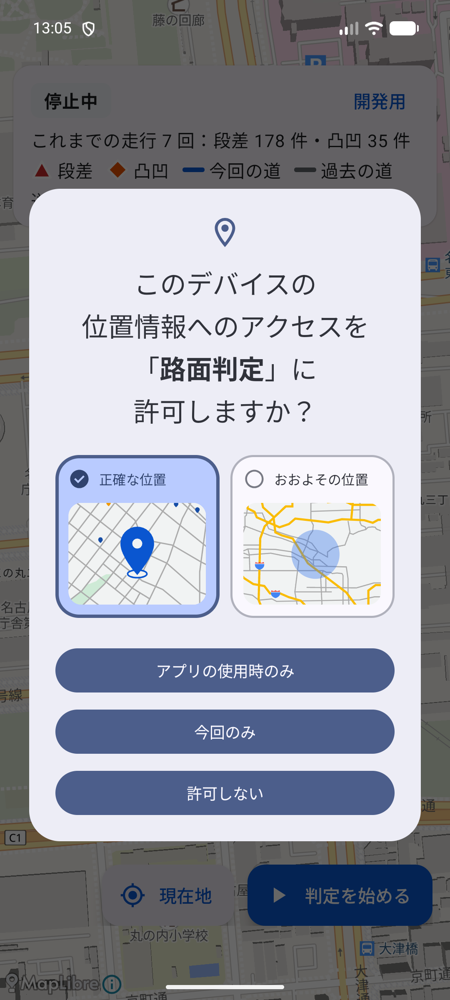 13:05
藤の回廊
停止中
開発用
これまでの走行 7 回：段差 178 件・凸凹 35 件
段差 凸凹 今回の道 過去の道
このデバイスの
位置情報へのアクセスを
「路面判定」に
許可しますか？
正確な位置
おおよその位置
アプリの使用時のみ
今回のみ
許可しない
C1
現在地
判定を始める
丸の内小学校
大津橋
京町通
MapLibre